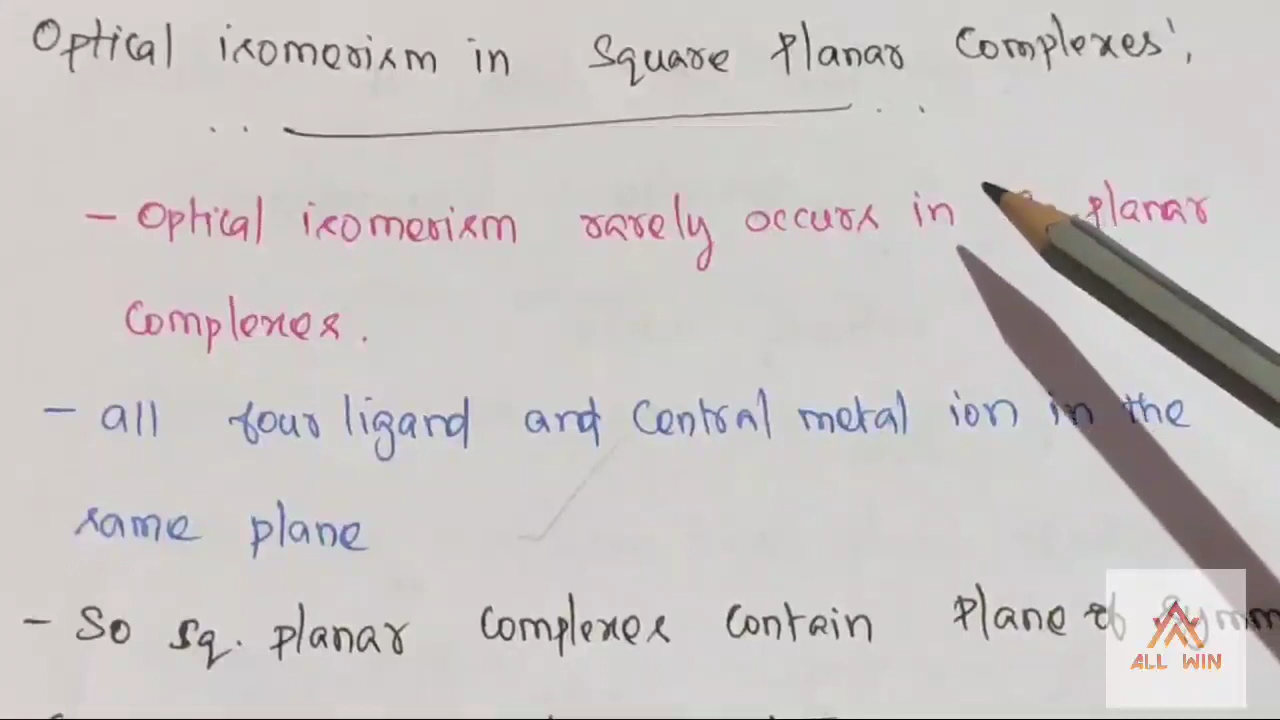 Optical isomerism in Square Planar Complexes',
- Optical isomerism rarely occurs in planar
Complexes.
- all four ligand and Central metal ion in the
same plane
- So sq. planar complexes contain Plane of
ALL WIN